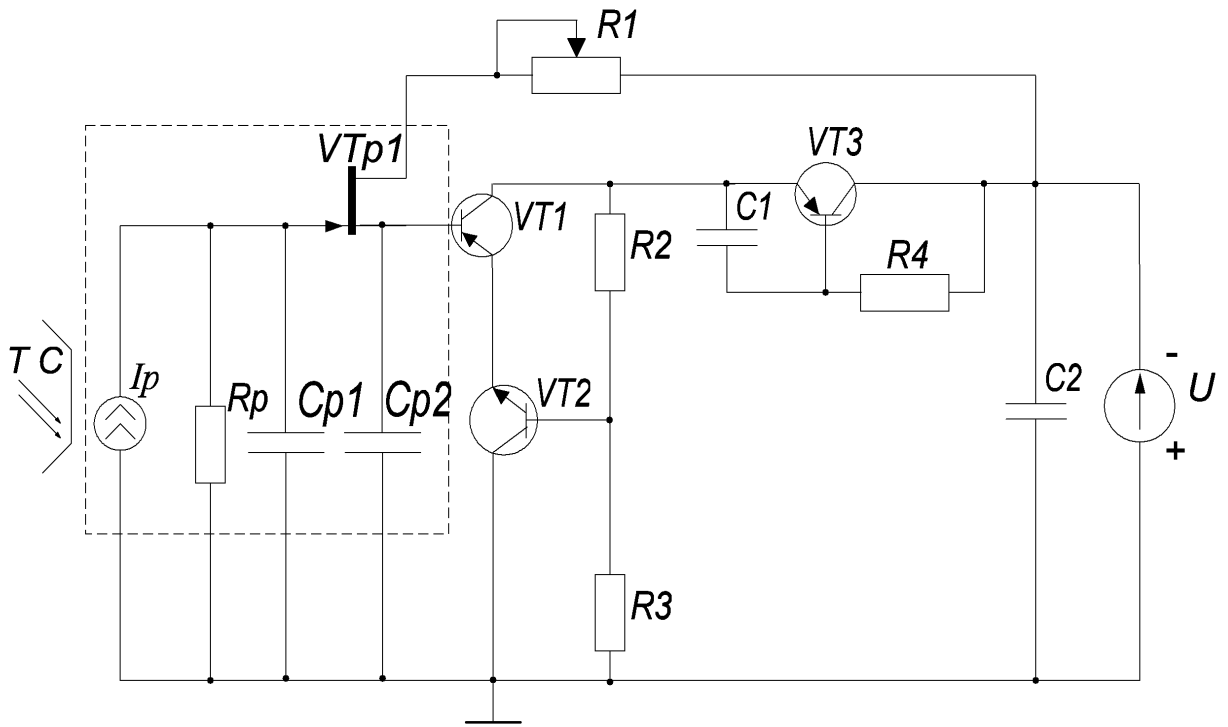 R1
VTp1
VT3
VT1
C1
R2
R4
T C
Ip
Rp
Cp1
Cp2
VT2
C2
-
U
+
R3